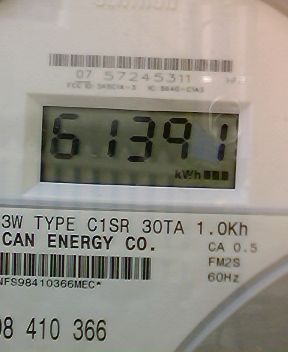 CENTRON
07 57245311
61391
kWh
3W TYPE C1SR 30TA 1.0Kh
CAN ENERGY CO.
CA 0.5
FM2S
60Hz
NFS98410366MEC*
98 410 366